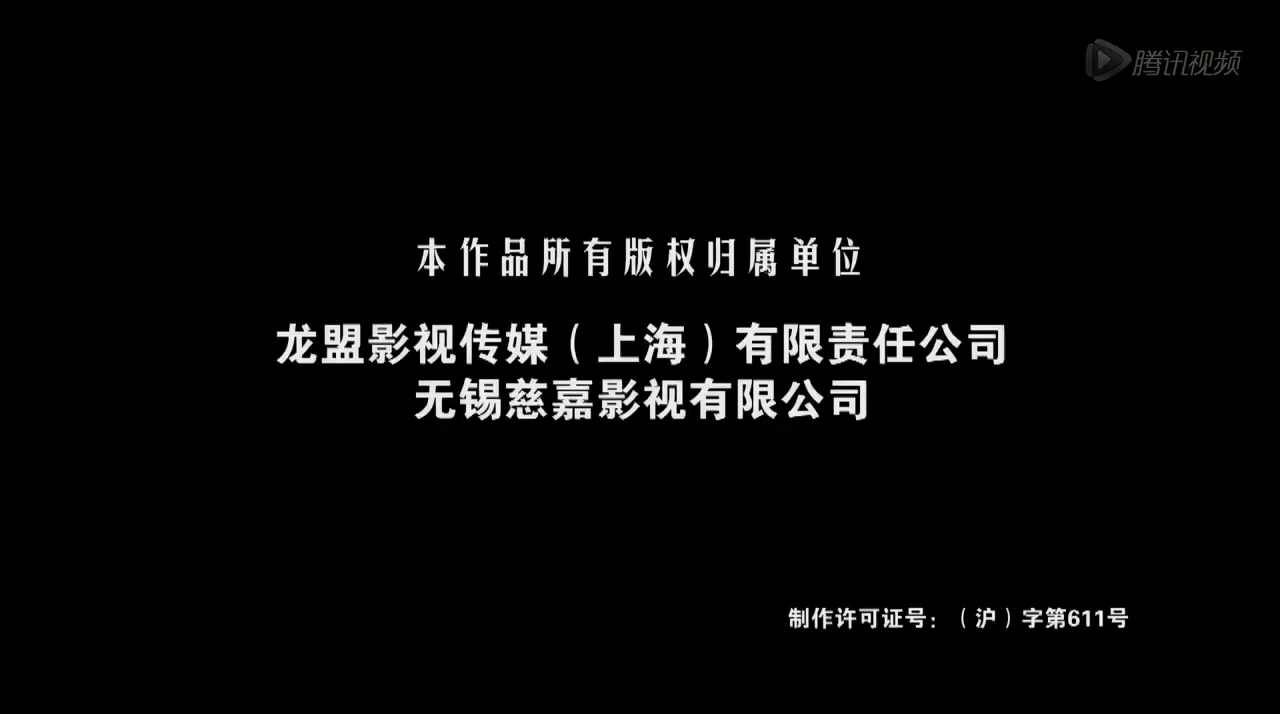 腾讯视频
本作品所有版权归属单位
龙盟影视传媒（上海）有限责任公司
无锡慈嘉影视有限公司
制作许可证号：（沪）字第611号